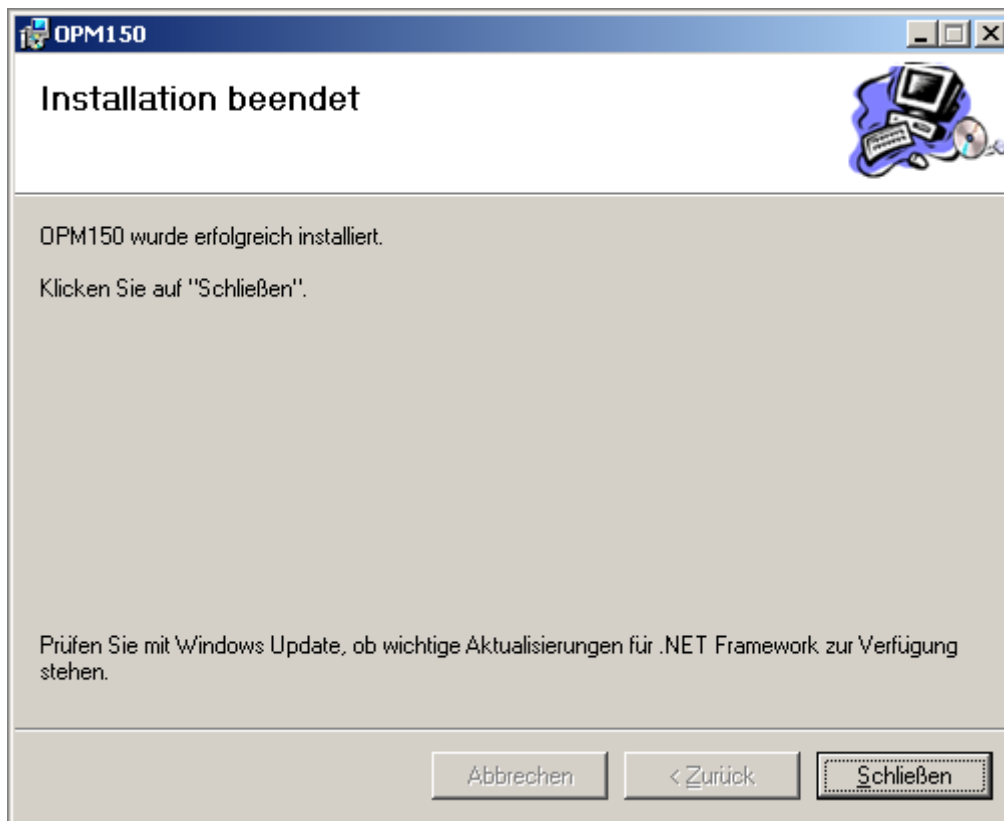 OPM150
Installation beendet
OPM150 wurde erfolgreich installiert.
Klicken Sie auf "Schließen".
Prüfen Sie mit Windows Update, ob wichtige Aktualisierungen für .NET Framework zur Verfügung
stehen.
Abbrechen
< Zurück
Schließen